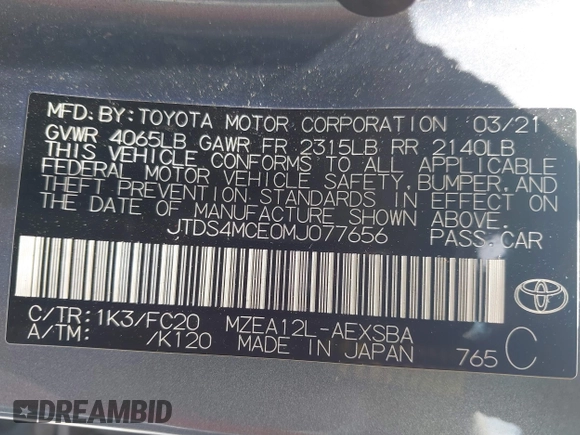 MFD. BY: TOYOTA MOTOR CORPORATION 03/21
GVWR 4065LB GAWR FR 2315LB RR 2140LB
THIS VEHICLE CONFORMS TO ALL APPLICABLE
FEDERAL MOTOR VEHICLE SAFETY, BUMPER, AND
THEFT PREVENTION STANDARDS IN EFFECT ON
THE DATE OF MANUFACTURE SHOWN ABOVE.
JTDS4MCE0MJ077656 PASS.CAR
C/TR: 1K3/FC20 MZEA12L-AEXSBA
A/TM: /K120 MADE IN JAPAN 765 C
DREAMBID